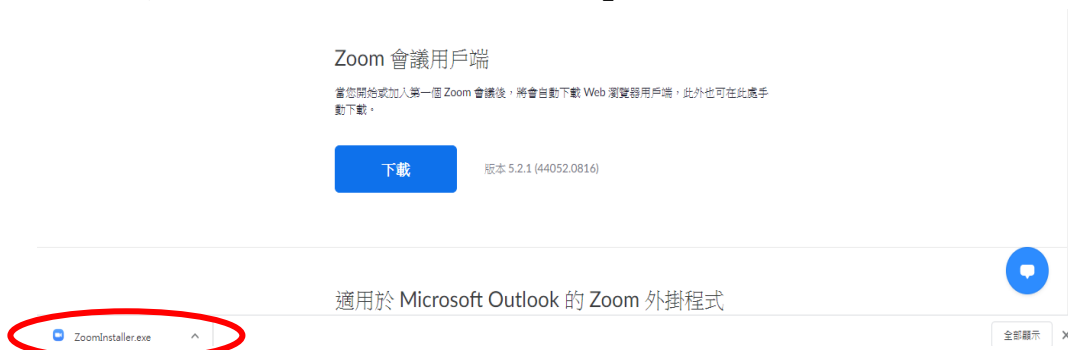 Zoom 會議用戶端
當您開始或加入第一個 Zoom 會議後，將會自動下載 Web 瀏覽器用戶端，此外也可在此處手
動下載。
下載
版本 5.2.1 (44052.0816)
適用於 Microsoft Outlook 的 Zoom 外掛程式
ZoomInstaller.exe
全部顯示